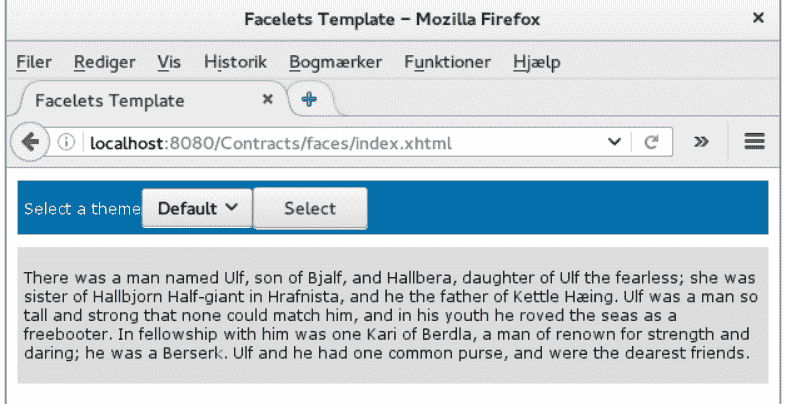 Facelets Template – Mozilla Firefox ×
Filer Rediger Vis Historik Bogmærker Funktioner Hjælp
Facelets Template ×
localhost:8080/Contracts/faces/index.xhtml
Select a theme Default Select
There was a man named Ulf, son of Bjalf, and Hallbera, daughter of Ulf the fearless; she was
sister of Hallbjorn Half-giant in Hrafnista, and he the father of Kettle Hæing. Ulf was a man so
tall and strong that none could match him, and in his youth he roved the seas as a
freebooter. In fellowship with him was one Kari of Berdla, a man of renown for strength and
daring; he was a Berserk. Ulf and he had one common purse, and were the dearest friends.